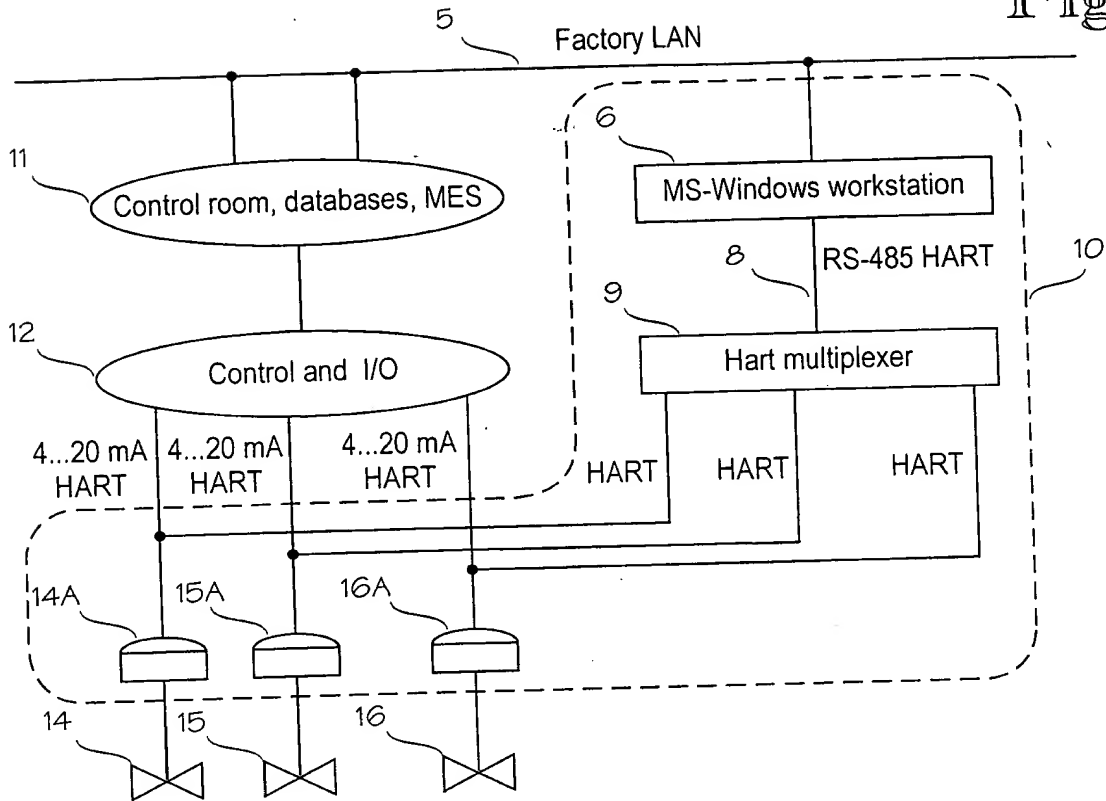 Fig
5
Factory LAN
6
11
MS-Windows workstation
Control room, databases, MES
8
RS-485 HART
10
9
12
Hart multiplexer
Control and I/O
4...20 mA
HART
4...20 mA
HART
4...20 mA
HART
HART
HART
HART
14A
15A
16A
14
15
16